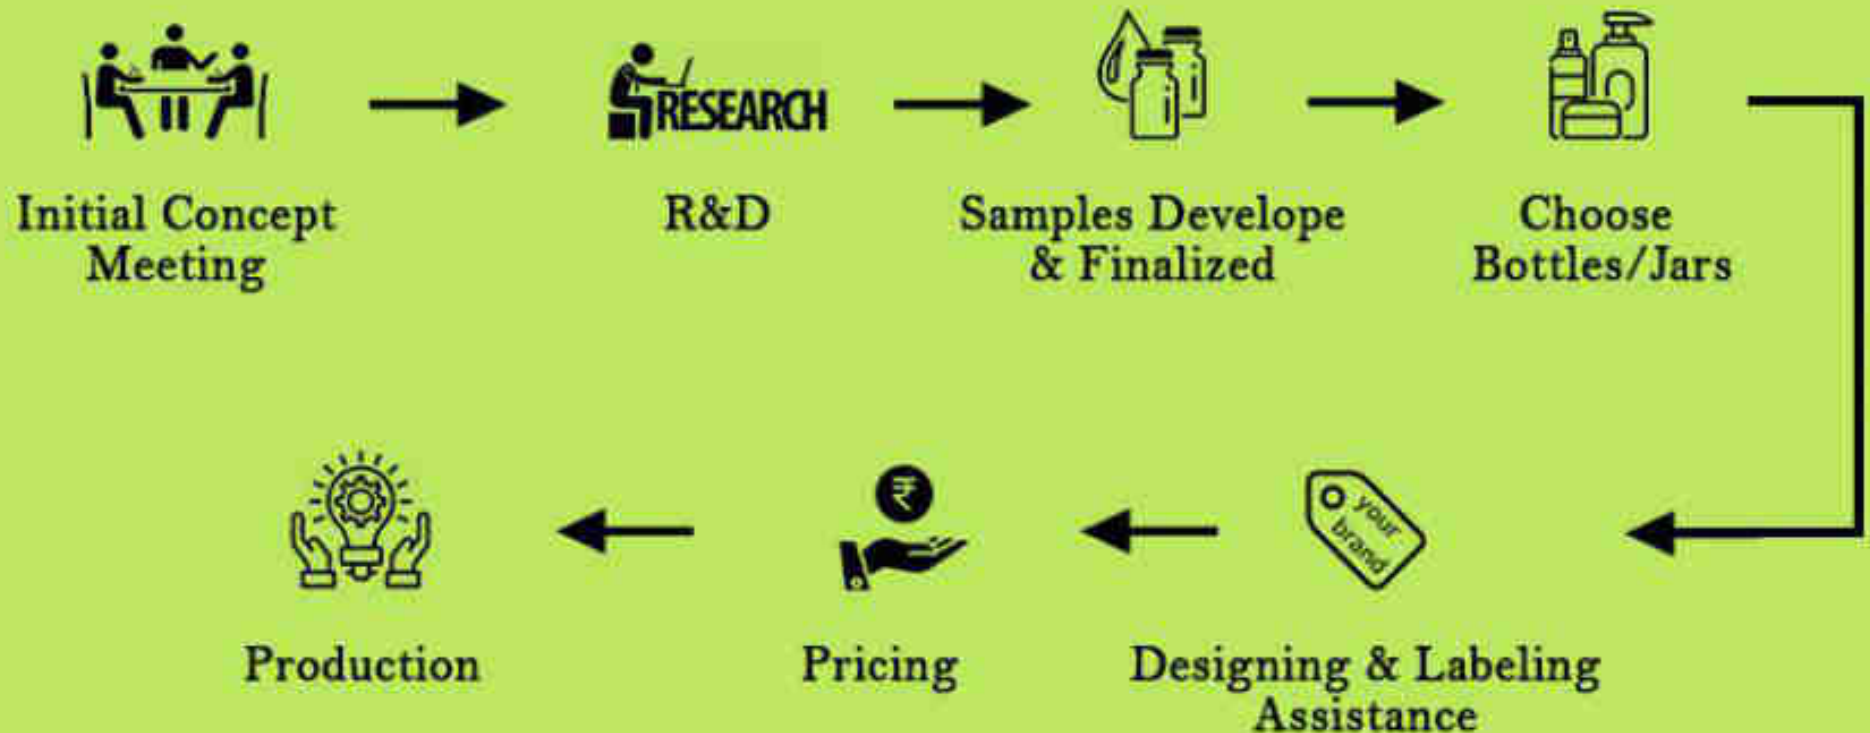 RESEARCH
Initial Concept
Meeting
R&D
Samples Develope
& Finalized
Choose
Bottles/Jars
₹
your
brand
Production
Pricing
Designing & Labeling
Assistance